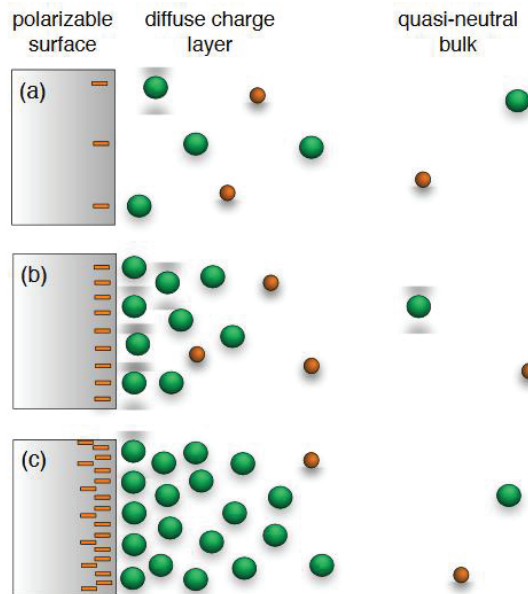 polarizable surface
diffuse charge layer
quasi-neutral bulk
(a)
(b)
(c)